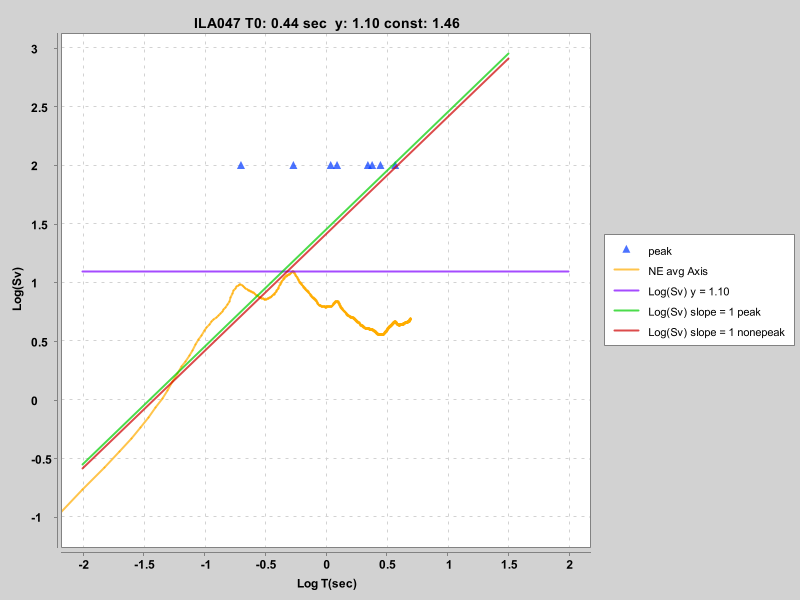 ILA047 T0: 0.44 sec  y: 1.10 const: 1.46
Log(Sv)
3
2.5
2
1.5
1
0.5
0
-0.5
-1
-2
-1.5
-1
-0.5
0
0.5
1
1.5
2
Log T(sec)
peak
NE avg Axis
Log(Sv) y = 1.10
Log(Sv) slope = 1 peak
Log(Sv) slope = 1 nonepeak